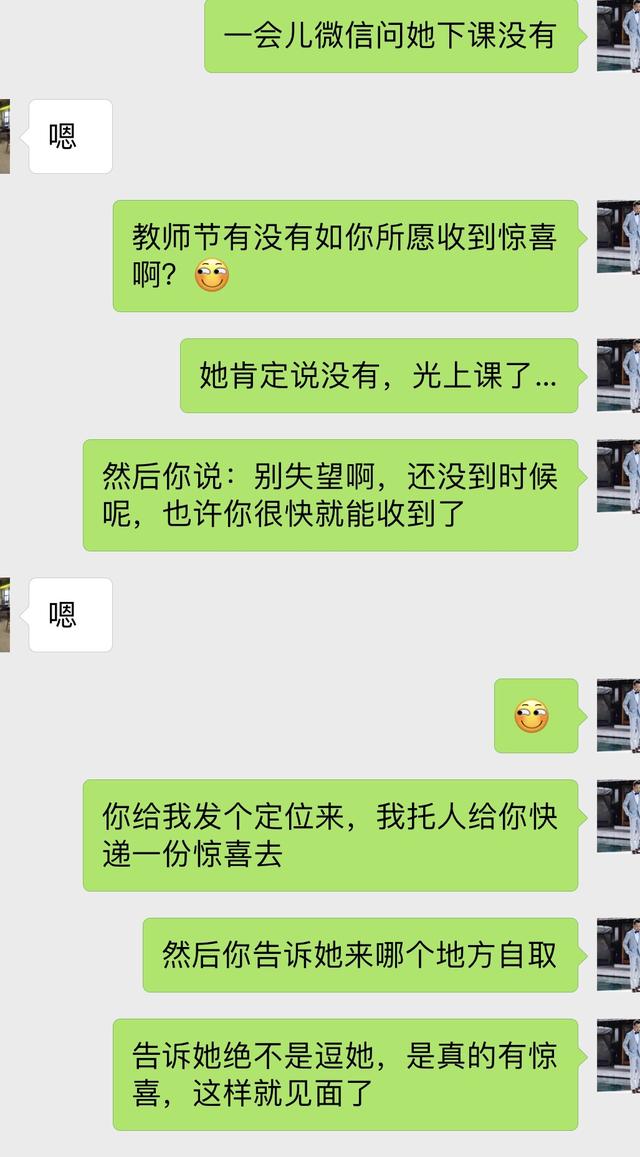 一会儿微信问她下课没有
嗯
教师节有没有如你所愿收到惊喜
啊？
她肯定说没有，光上课了...
然后你说：别失望啊，还没到时候
呢，也许你很快就能收到了
嗯
你给我发个定位来，我托人给你快
递一份惊喜去
然后你告诉她来哪个地方自取
告诉她绝不是逗她，是真的有惊
喜，这样就见面了